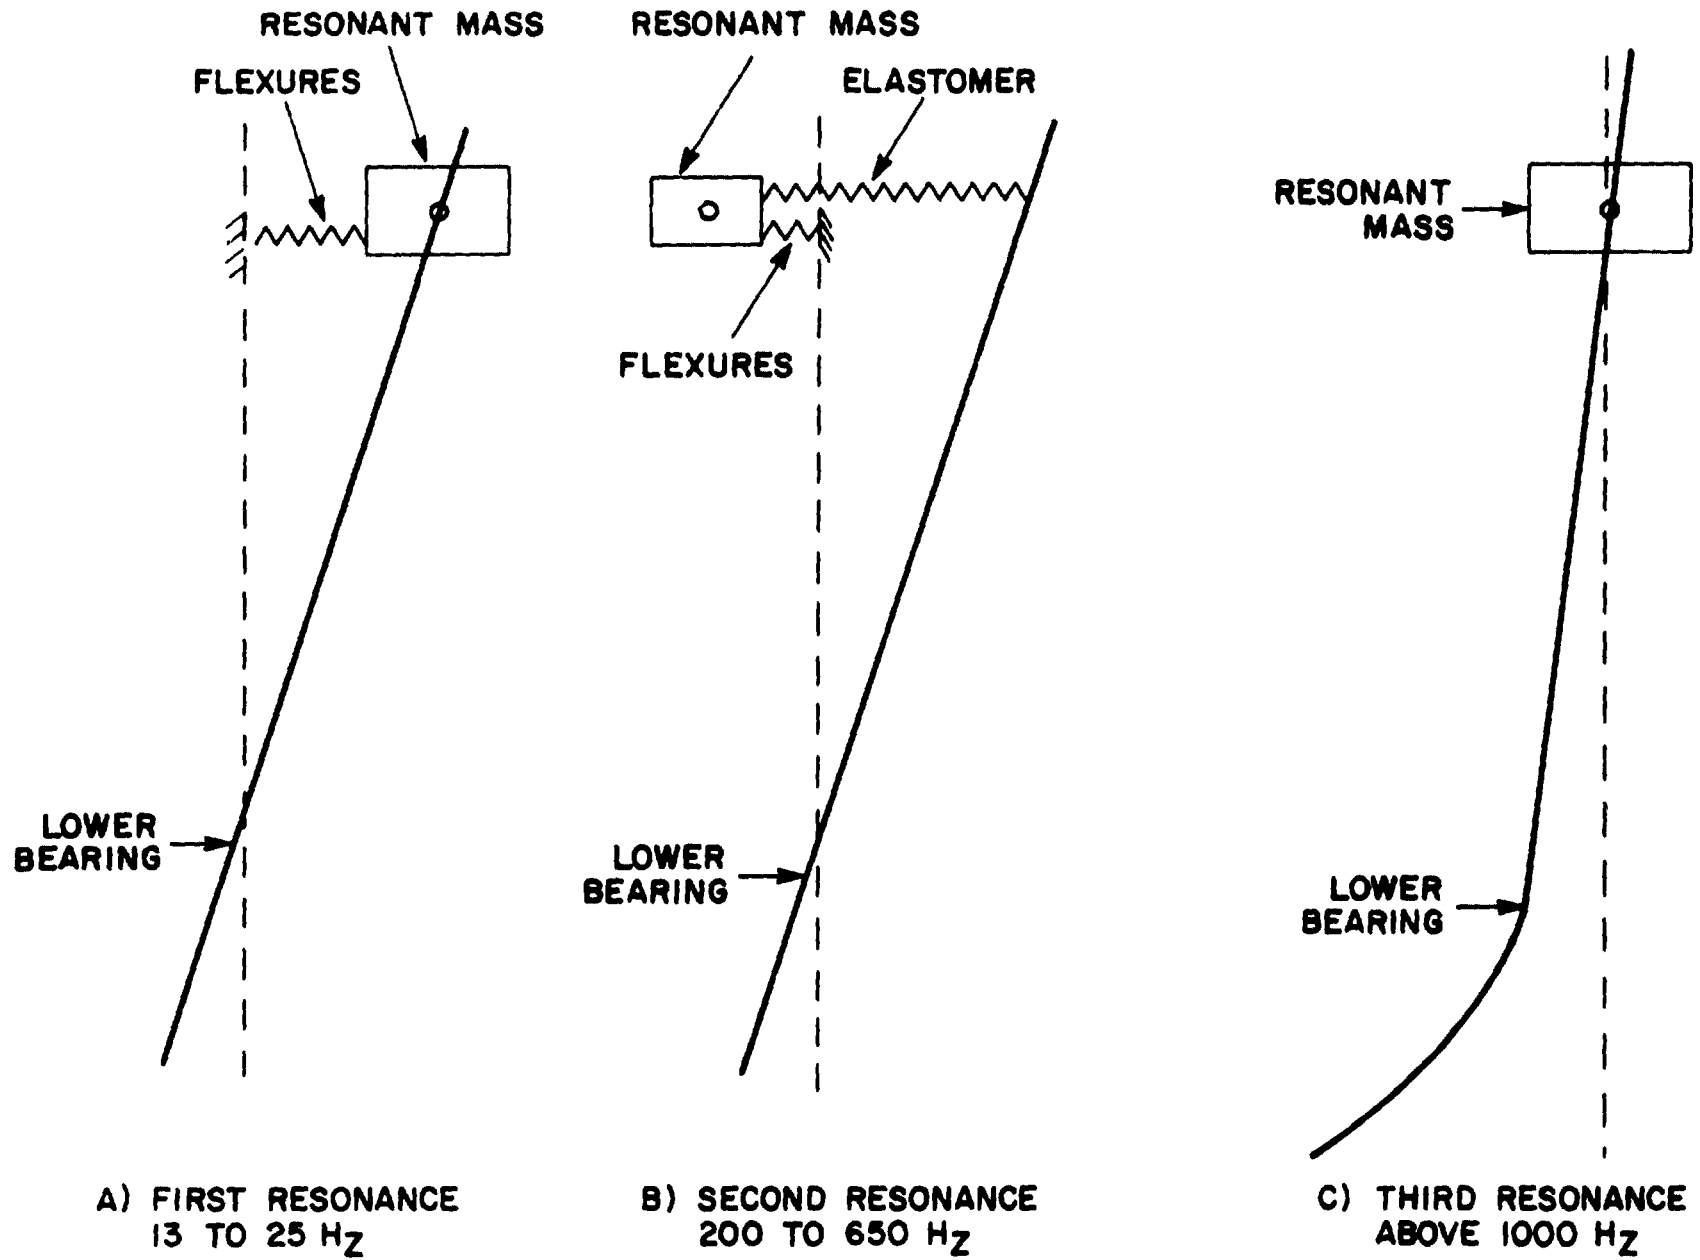 RESONANT MASS
FLEXURES
LOWER
BEARING
A) FIRST RESONANCE
13 TO 25 HZ
RESONANT MASS
ELASTOMER
FLEXURES
LOWER
BEARING
B) SECOND RESONANCE
200 TO 650 HZ
RESONANT
MASS
LOWER
BEARING
C) THIRD RESONANCE
ABOVE 1000 HZ